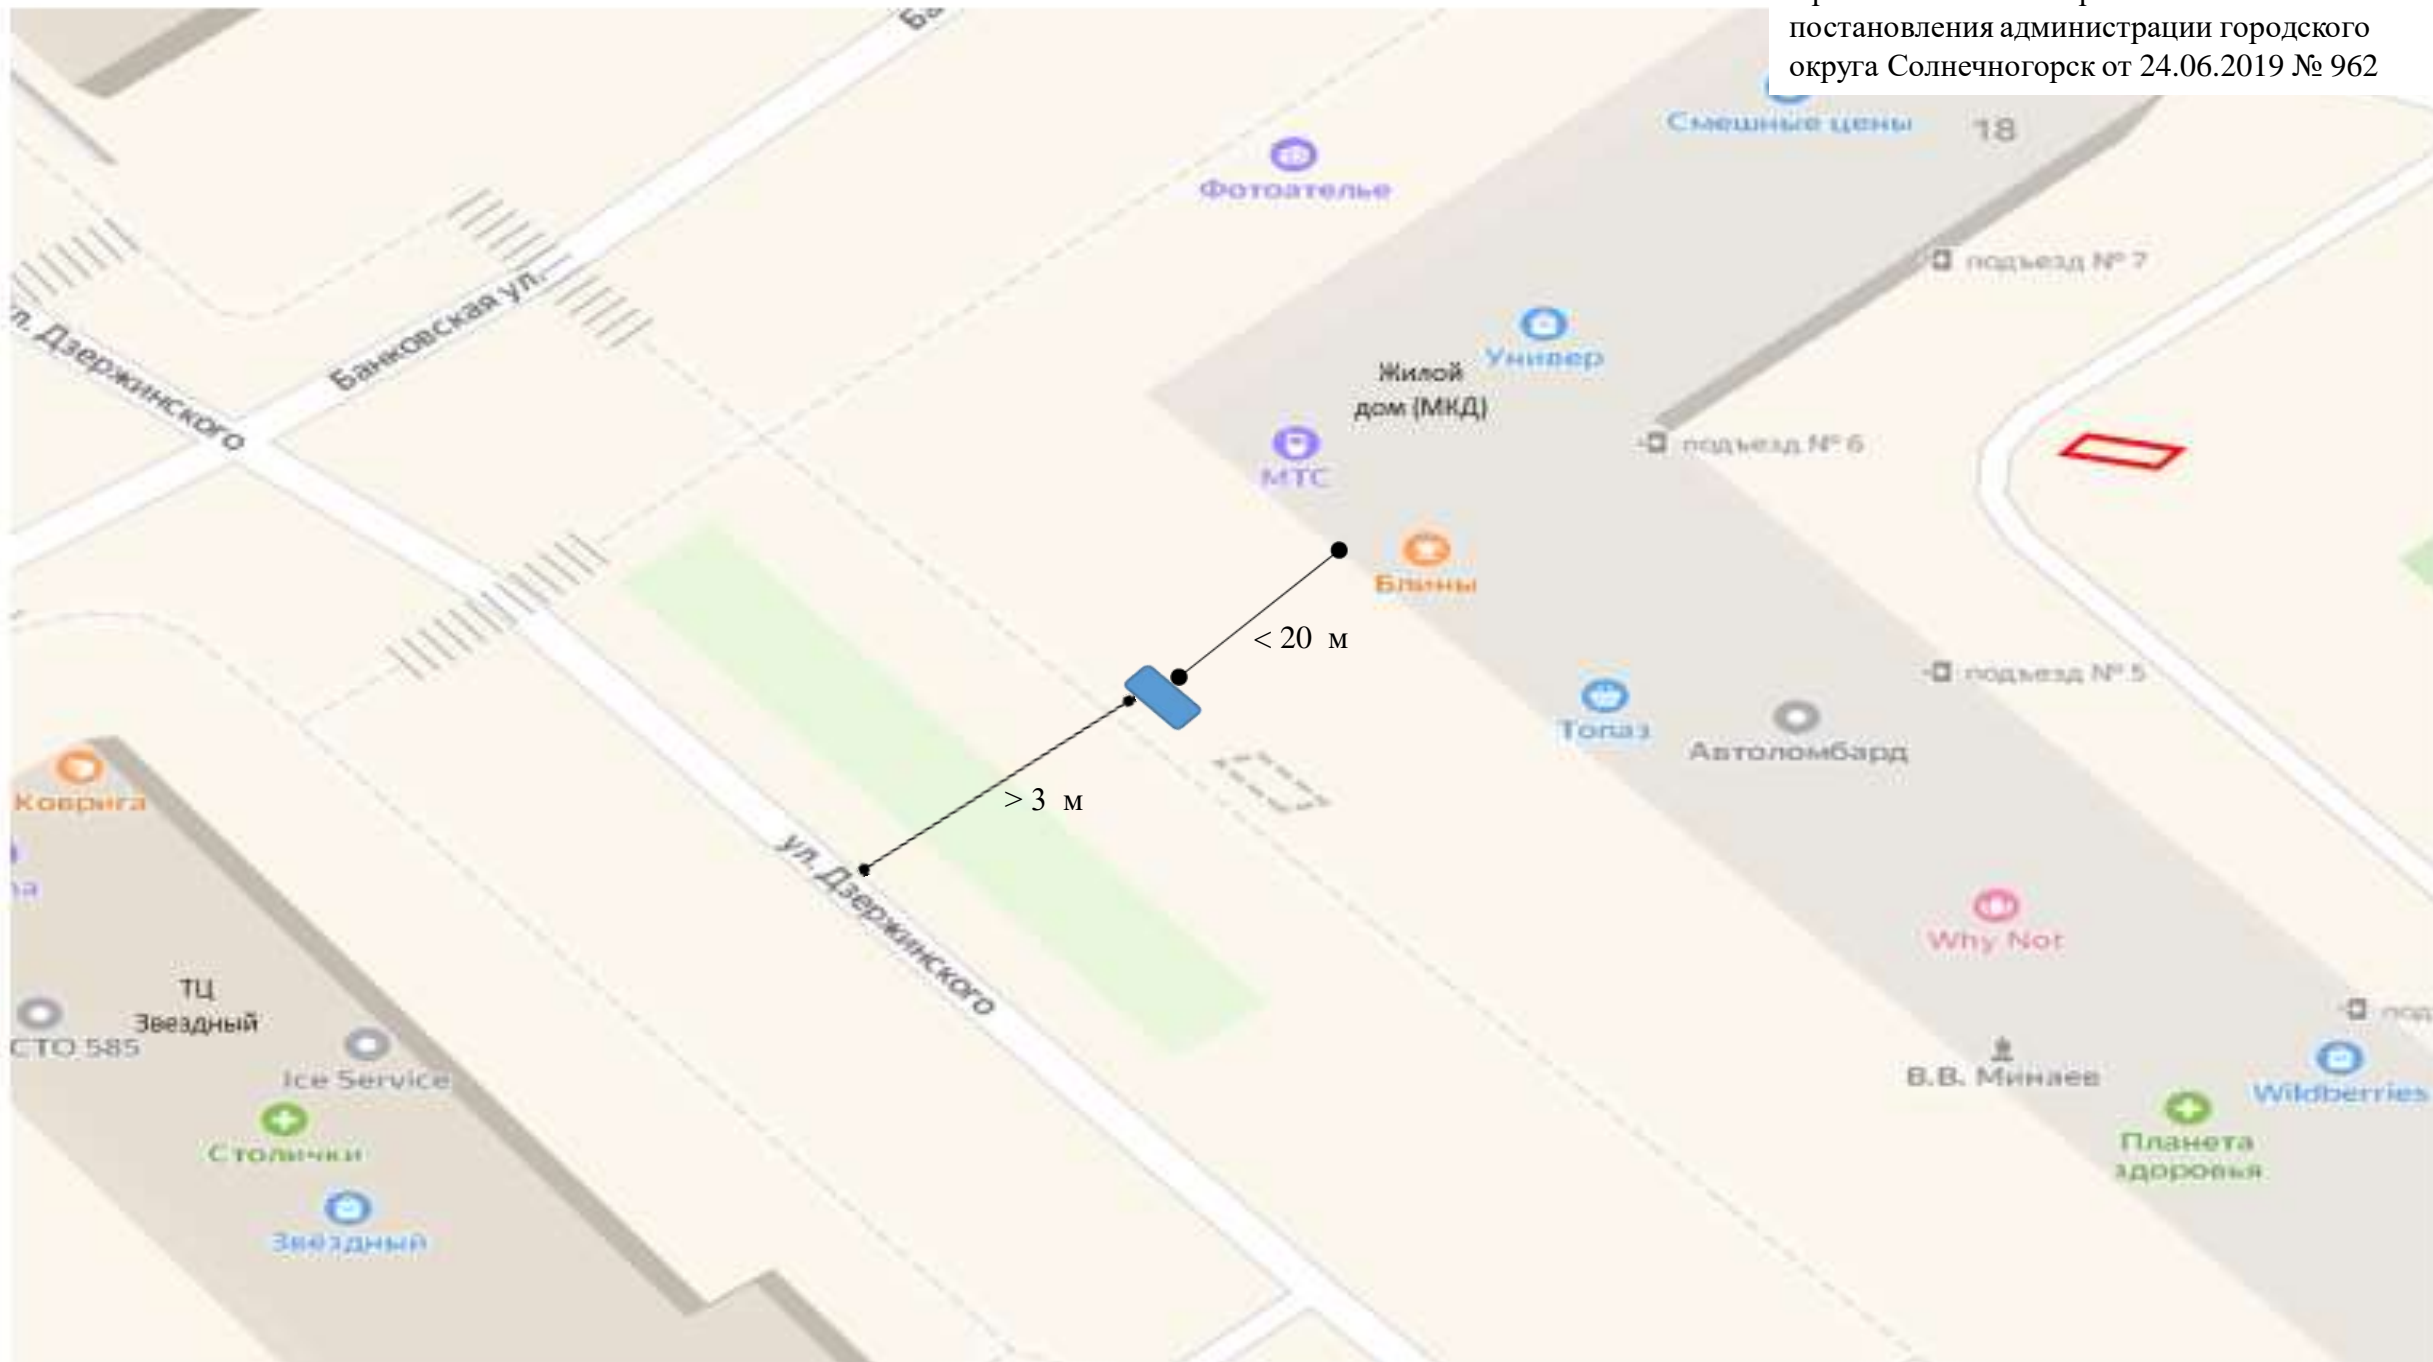 постановления администрации городского
округа Солнечногорск от 24.06.2019 № 962
Смешные цены
18
Фотоателье
подъезд № 7
Банковская ул.
л. Дзержинского
Универ
Жилой
дом (МКД)
МТС
подъезд № 6
Блины
< 20 м
подъезд № 5
Топаз
Автоломбард
Коврига
> 3 м
ул. Дзержинского
Why Not
ТЦ
Звездный
СТО 585
Ice Service
под
В.В. Минаев
Wildberries
Столички
Планета
здоровья
Звёздный